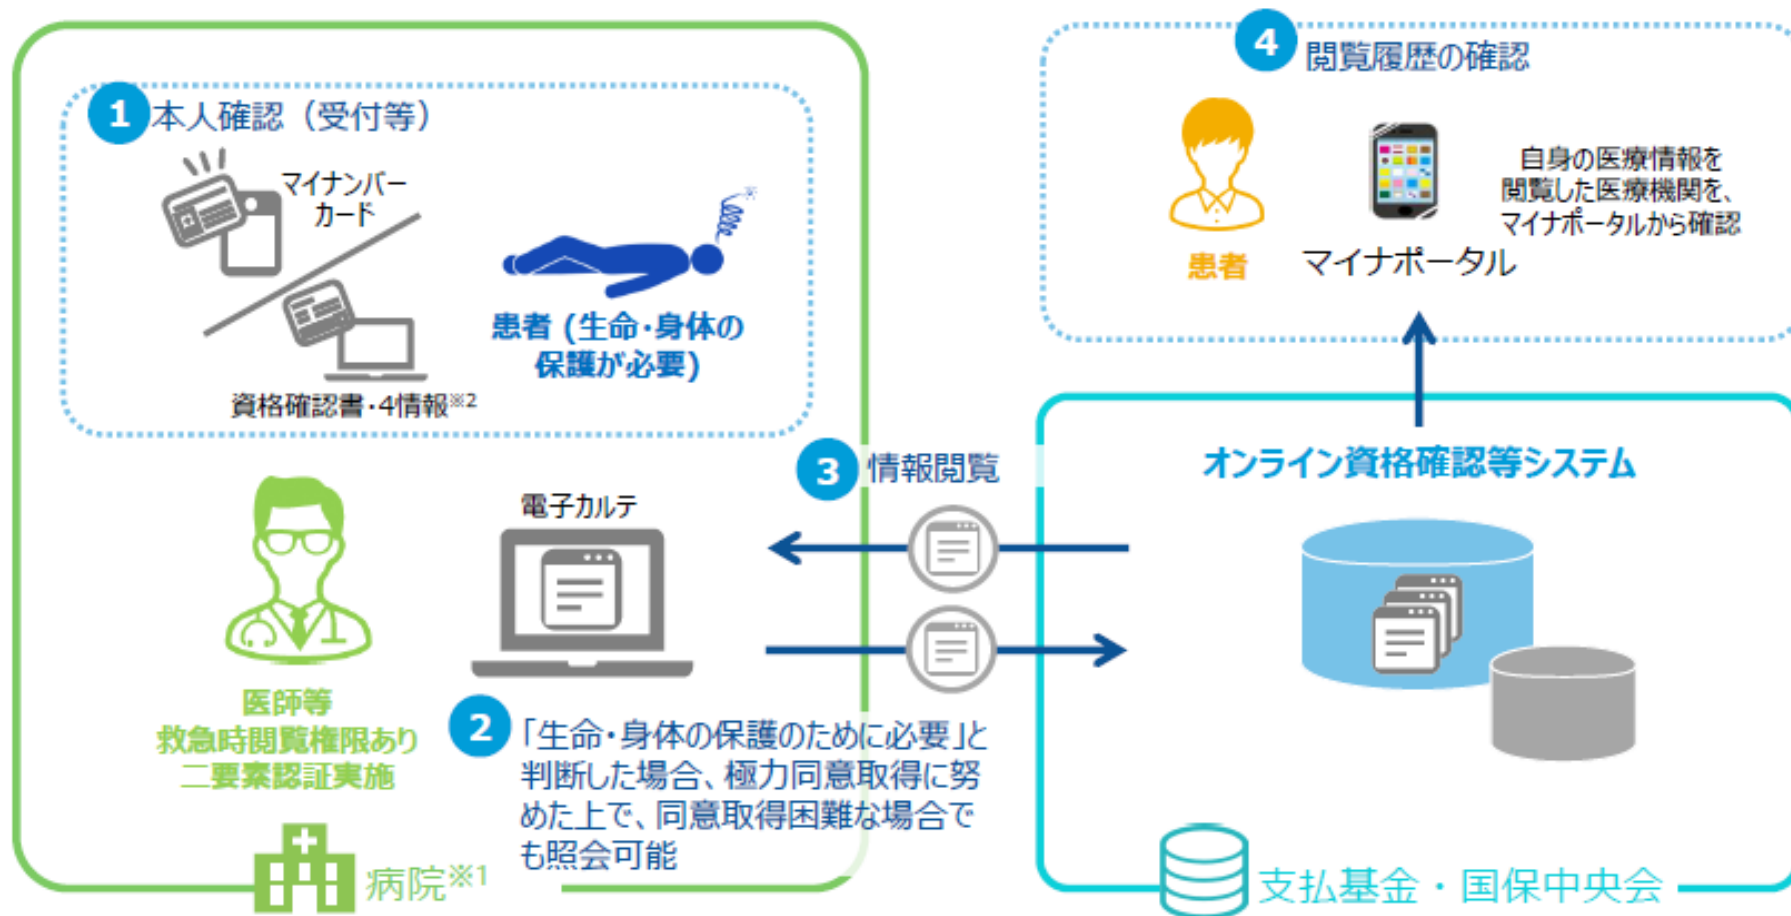 1 本人確認（受付等）
マイナンバー
カード
資格確認書・4情報※2
患者 (生命・身体の
保護が必要)
医師等
救急時閲覧権限あり
二要素認証実施
電子カルテ
2 「生命・身体の保護のために必要」と
判断した場合、極力同意取得に努
めた上で、同意取得困難な場合で
も照会可能
病院※1
3 情報閲覧
4 閲覧履歴の確認
患者
マイナポータル
自身の医療情報を
閲覧した医療機関を、
マイナポータルから確認
オンライン資格確認等システム
支払基金・国保中央会